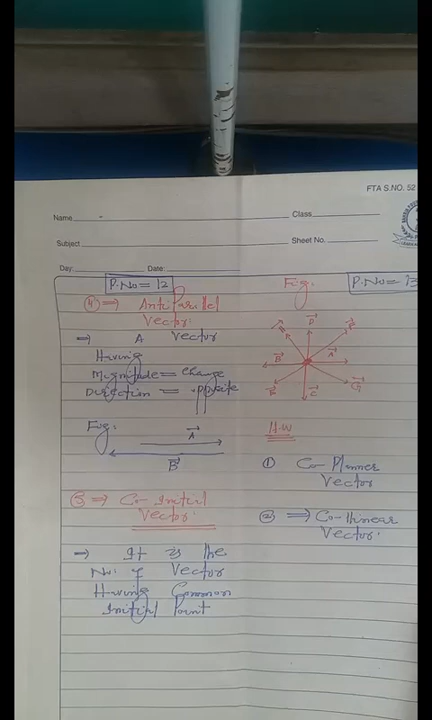 FTA S.NO. 52
Name
Class
Subject
Sheet No.
Day: Date:
P.No = 12
④ ⇒ Anti Parallel
Vector:
⇒ A Vector
Having
Magnitude = change
Direction = opposite
Fig.
A
B
⑤ ⇒ Co-Initial
Vector:
⇒ It is the
No: of Vector
Having Common
Initial Point
Fig.
P.No = 13
D
B
A
C
G
H.W
① Co Planner
Vector
② ⇒ Co-linear
Vector: